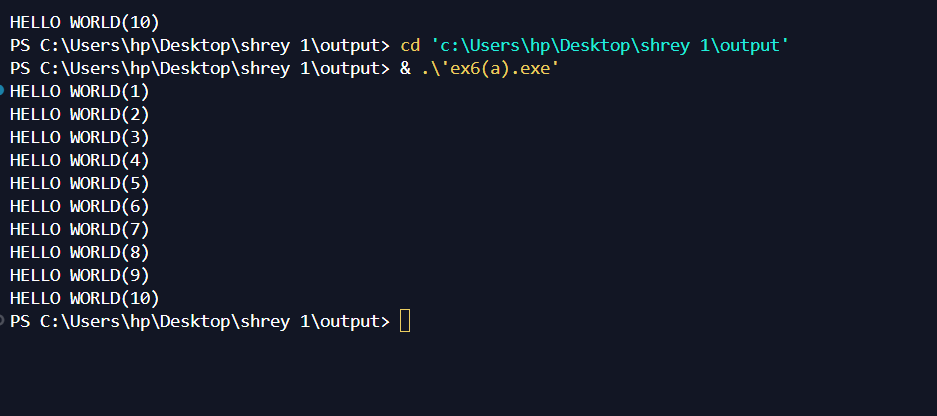 HELLO WORLD(10)
PS C:\Users\hp\Desktop\shrey 1\output> cd 'c:\Users\hp\Desktop\shrey 1\output'
PS C:\Users\hp\Desktop\shrey 1\output> & .\'ex6(a).exe'
HELLO WORLD(1)
HELLO WORLD(2)
HELLO WORLD(3)
HELLO WORLD(4)
HELLO WORLD(5)
HELLO WORLD(6)
HELLO WORLD(7)
HELLO WORLD(8)
HELLO WORLD(9)
HELLO WORLD(10)
PS C:\Users\hp\Desktop\shrey 1\output>